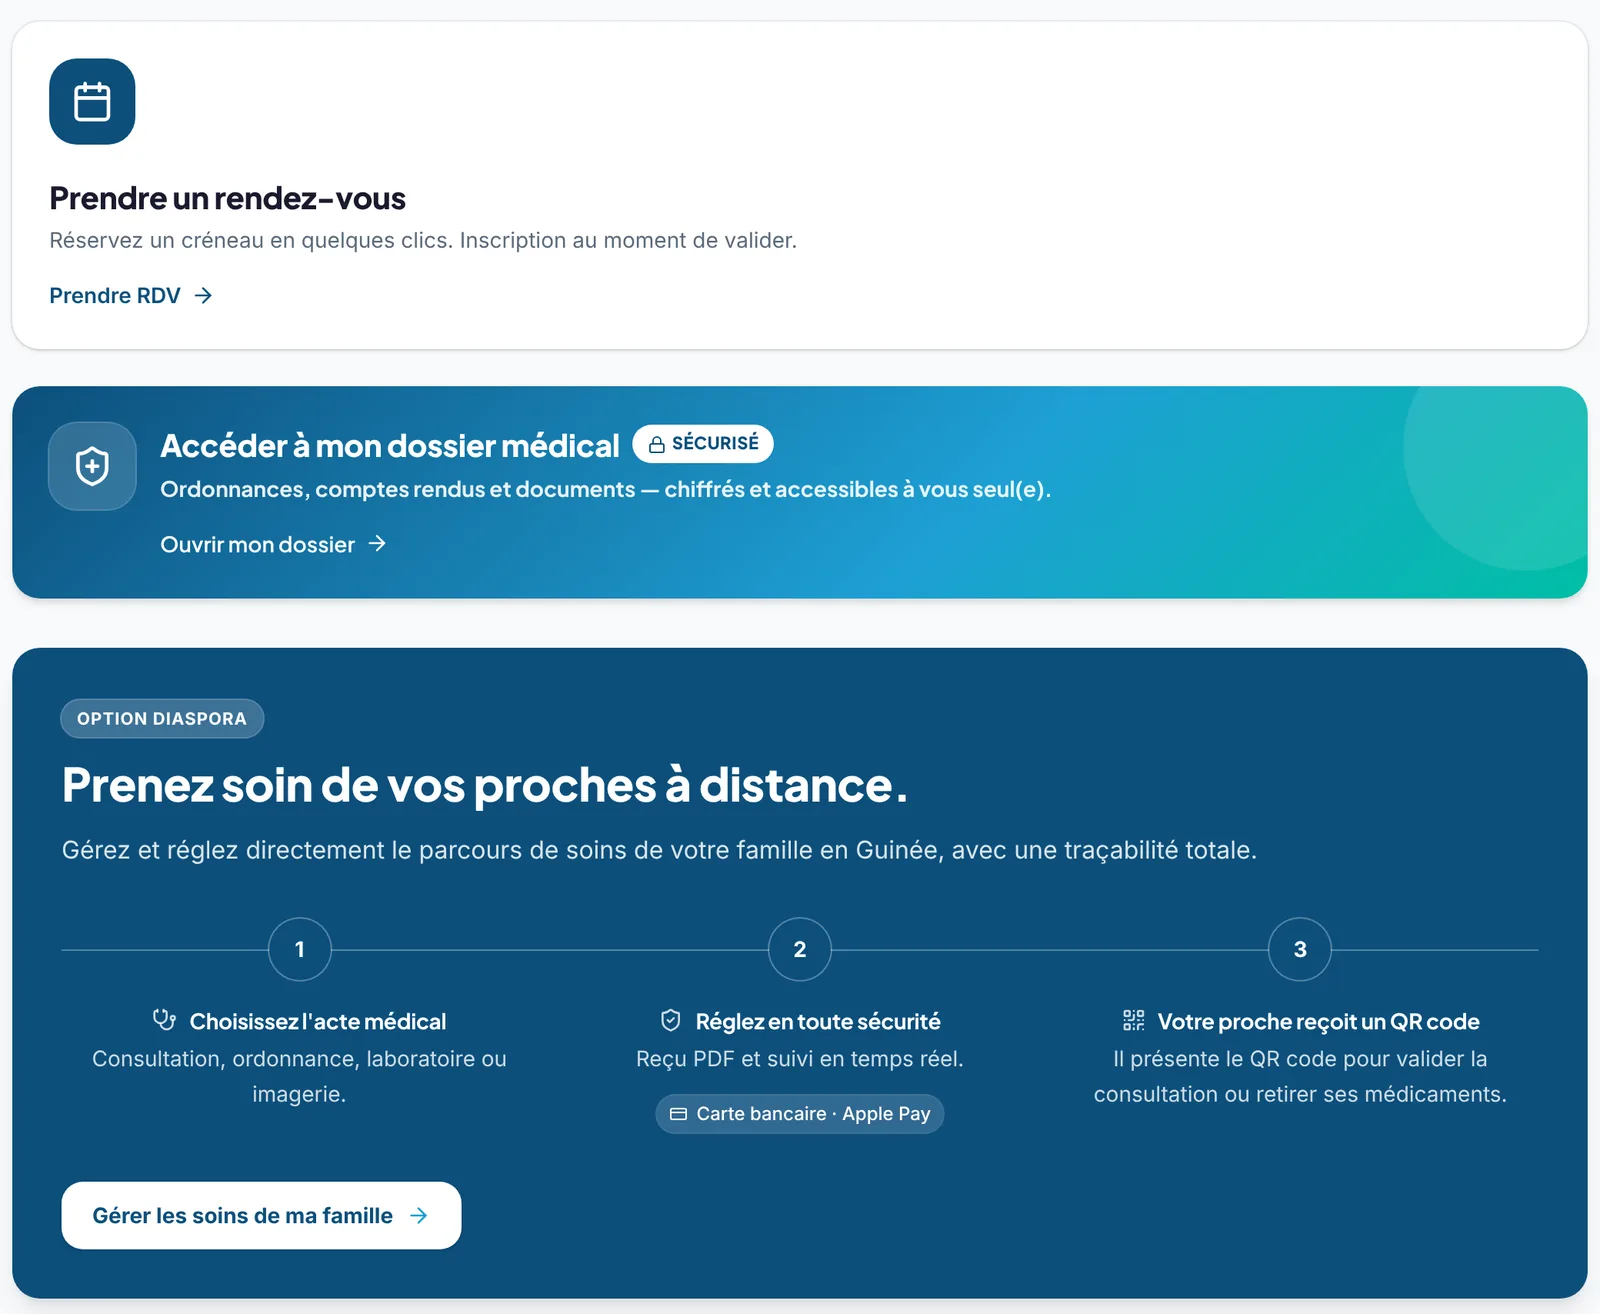 Prendre un rendez-vous
Réservez un créneau en quelques clics. Inscription au moment de valider.
Prendre RDV
Accéder à mon dossier médical
SÉCURISÉ
Ordonnances, comptes rendus et documents — chiffrés et accessibles à vous seul(e).
Ouvrir mon dossier
OPTION DIASPORA
Prenez soin de vos proches à distance.
Gérez et réglez directement le parcours de soins de votre famille en Guinée, avec une traçabilité totale.
1
Choisissez l'acte médical
Consultation, ordonnance, laboratoire ou
imagerie.
2
Réglez en toute sécurité
Reçu PDF et suivi en temps réel.
Carte bancaire · Apple Pay
3
Votre proche reçoit un QR code
Il présente le QR code pour valider la
consultation ou retirer ses médicaments.
Gérer les soins de ma famille